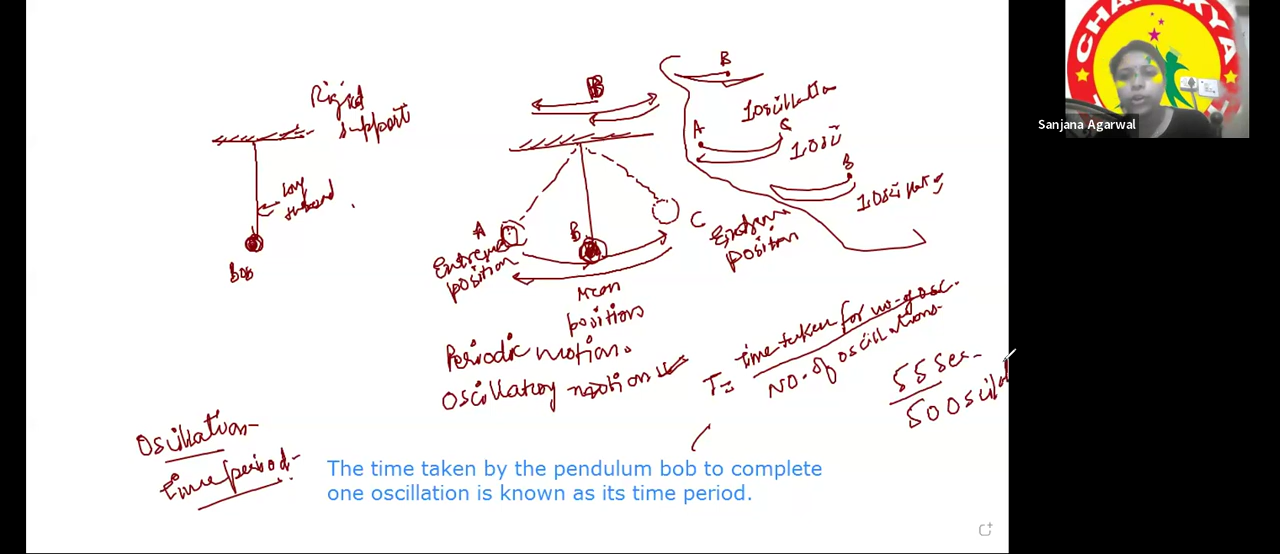 Rigid
support
long
thread
Bob
B
A
B
C
Extreme
position
Extreme
position
Mean
position
B
1 oscillation
A
C
1 osci
B
1 oscillation
Periodic motion.
Oscillatory motion
T= time taken for no. of osc.
No. of oscillations
55 sec
50 Oscil
Oscillation-
time period-
The time taken by the pendulum bob to complete
one oscillation is known as its time period.
Sanjana Agarwal